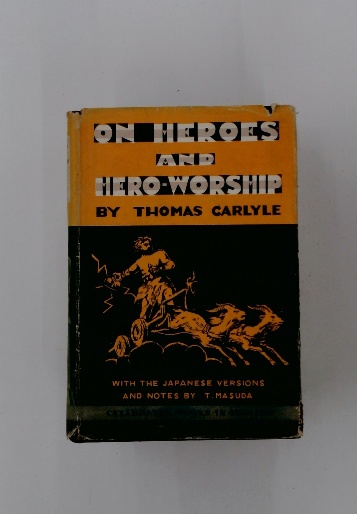 ON HEROES
AND
HERO-WORSHIP
BY THOMAS CARLYLE
WITH THE JAPANESE VERSIONS
AND NOTES BY T. MASUDA